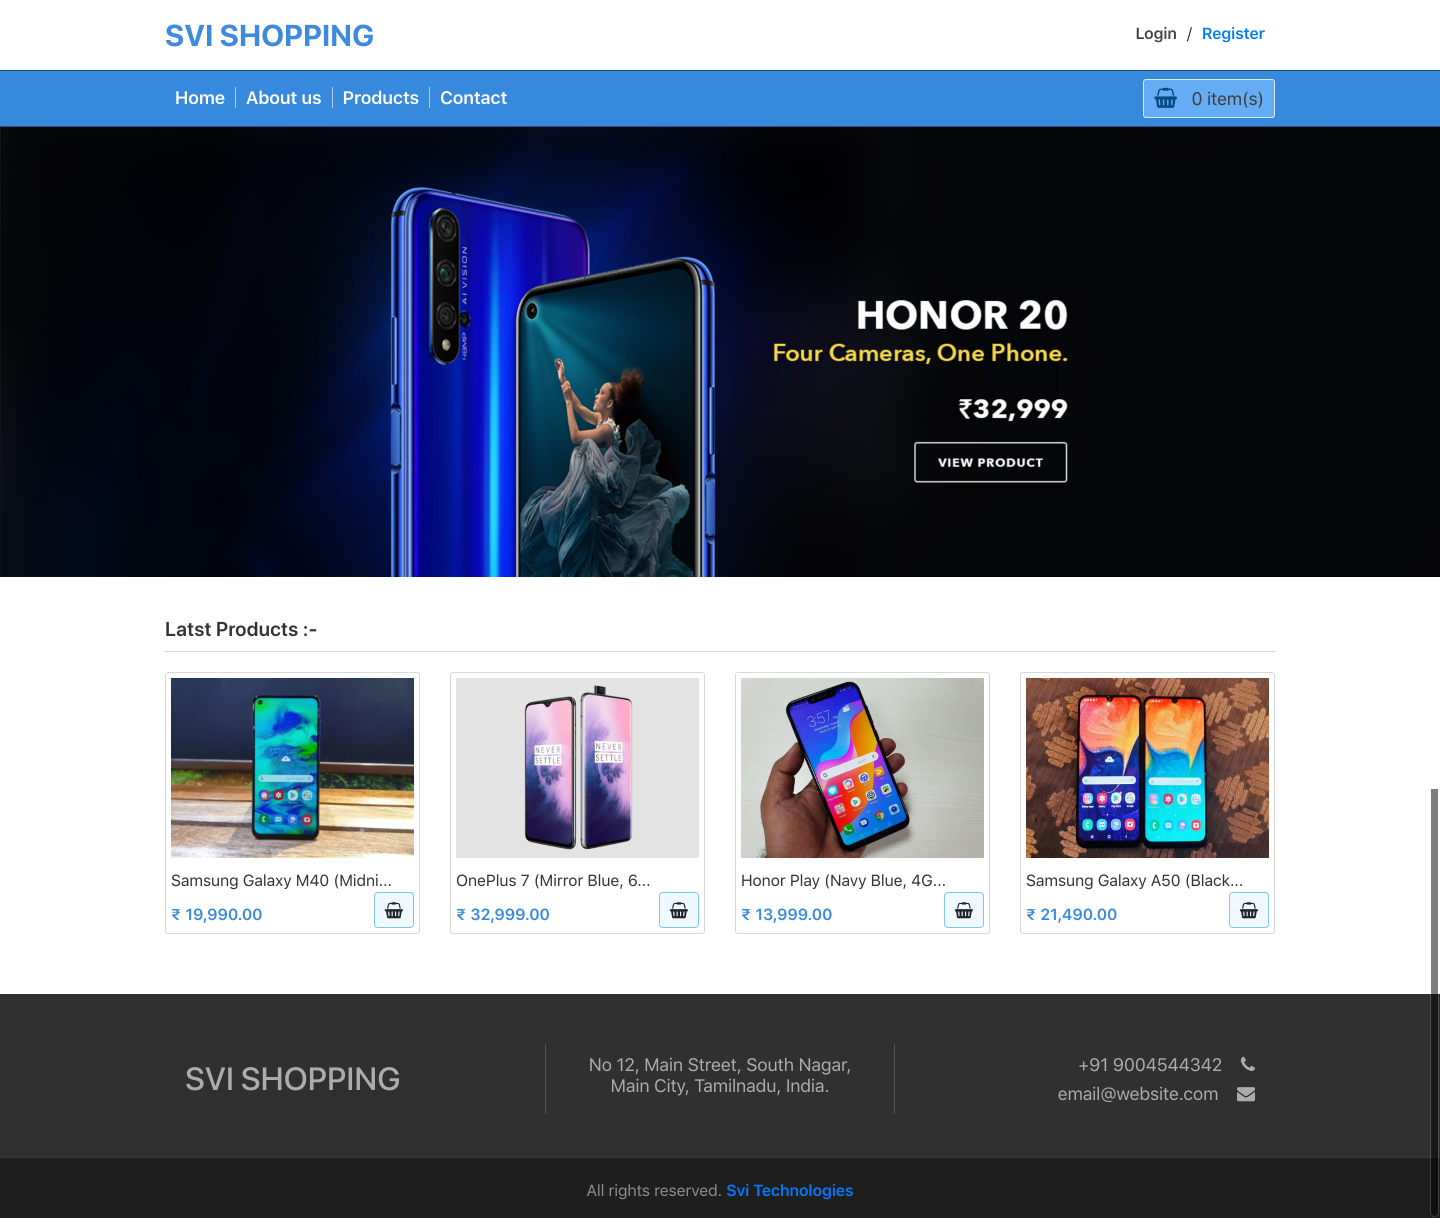 SVI SHOPPING
Login / Register
Home
About us
Products
Contact
0 item(s)
AI VISION
48MP
HONOR 20
Four Cameras, One Phone.
₹32,999
VIEW PRODUCT
Latst Products :-
3:57
NEVER
SETTLE
NEVER
SETTLE
Samsung Galaxy M40 (Midni...
₹ 19,990.00
OnePlus 7 (Mirror Blue, 6...
₹ 32,999.00
Honor Play (Navy Blue, 4G...
₹ 13,999.00
Samsung Galaxy A50 (Black...
₹ 21,490.00
SVI SHOPPING
No 12, Main Street, South Nagar,
Main City, Tamilnadu, India.
+91 9004544342
email@website.com
All rights reserved. Svi Technologies